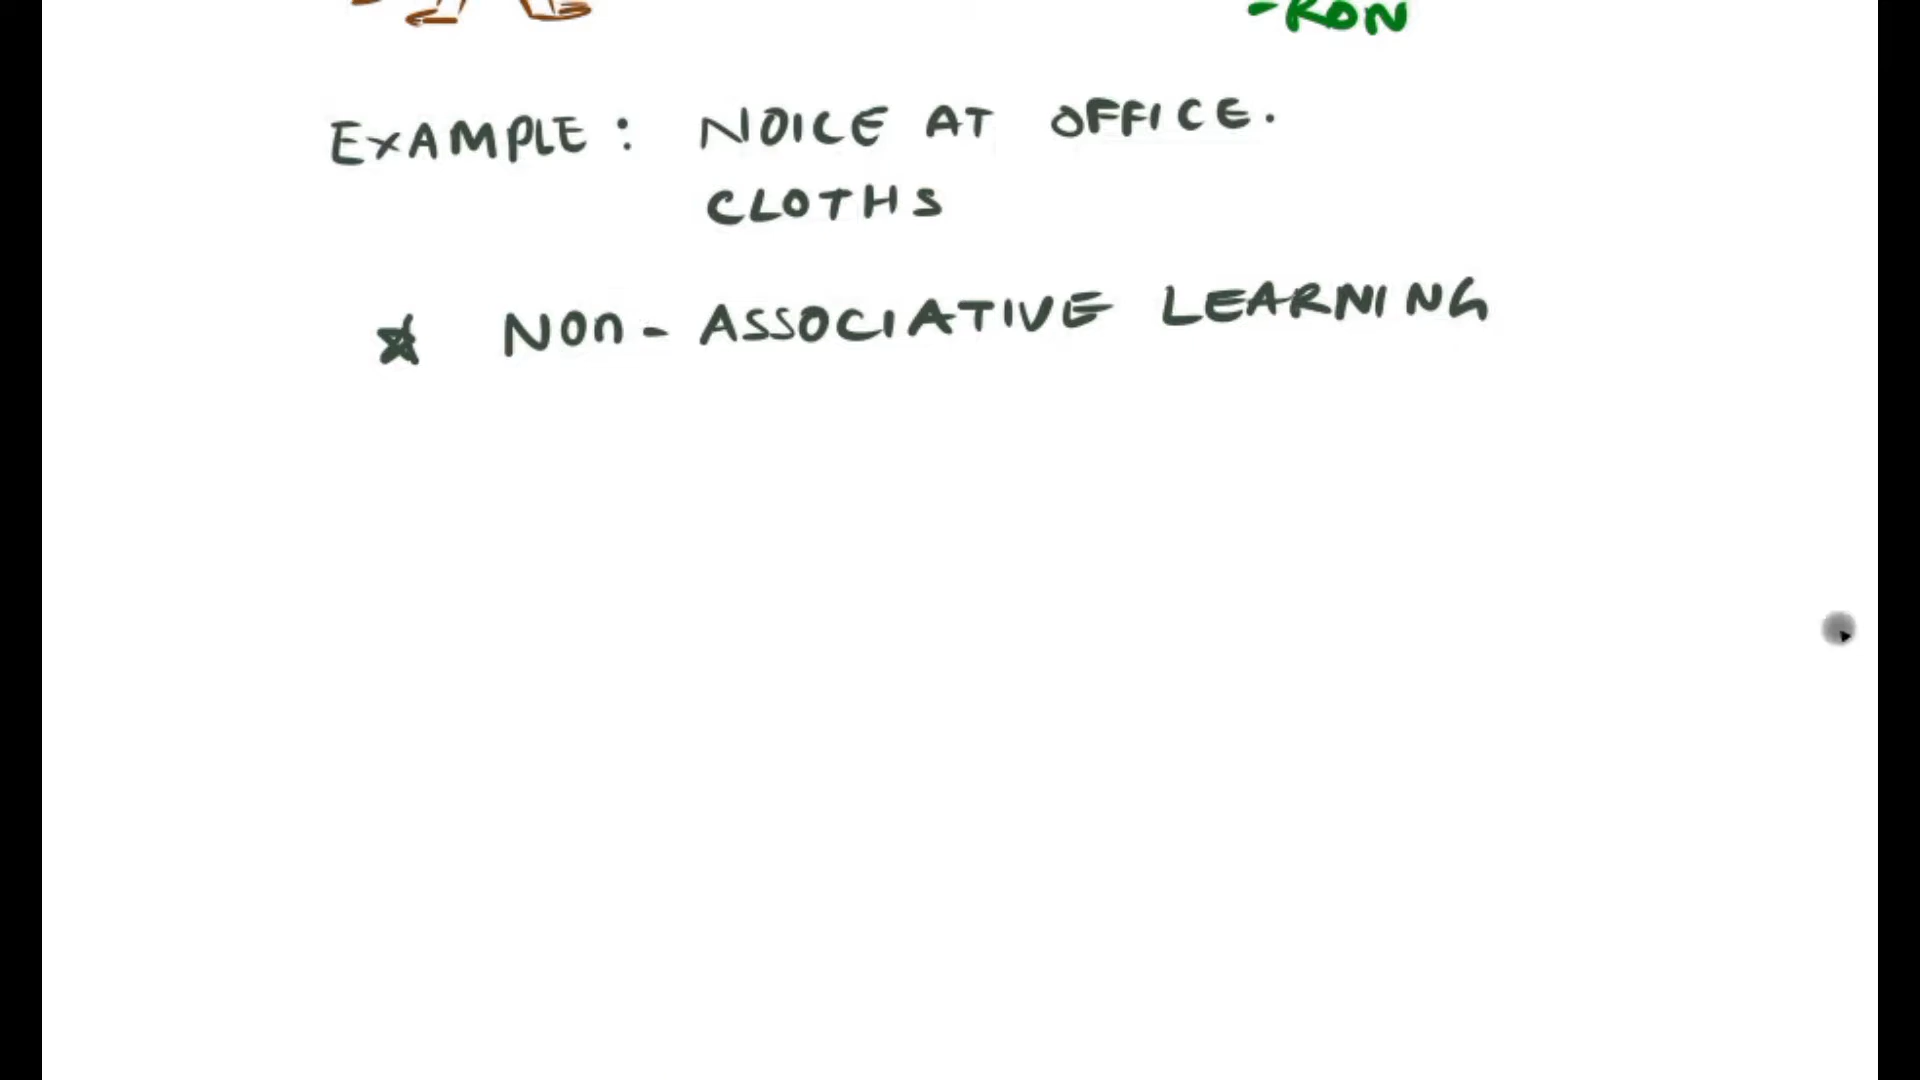 -RON
EXAMPLE: NOICE AT OFFICE.
CLOTHS
NON-ASSOCIATIVE LEARNING